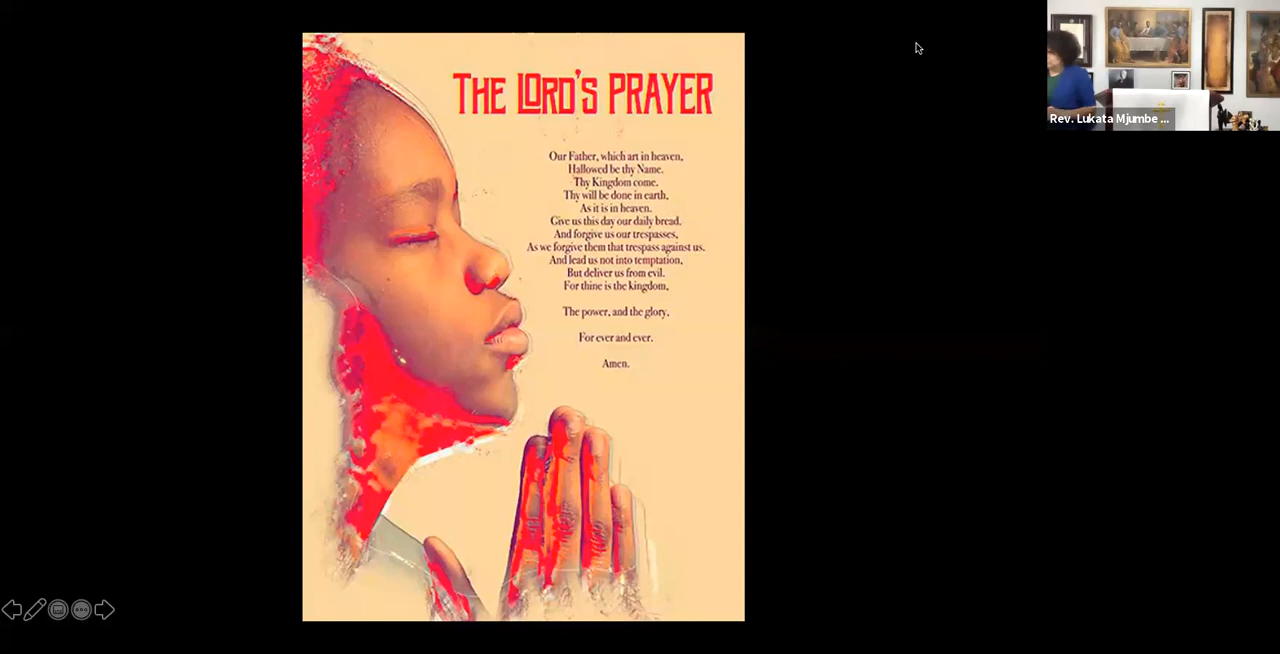 THE LORD'S PRAYER
Our Father, which art in heaven,
Hallowed be thy Name.
Thy Kingdom come.
Thy will be done in earth,
As it is in heaven.
Give us this day our daily bread.
And forgive us our trespasses,
As we forgive them that trespass against us.
And lead us not into temptation,
But deliver us from evil.
For thine is the kingdom,
The power, and the glory,
For ever and ever.
Amen.
Rev. Lukata Mjumbe ...